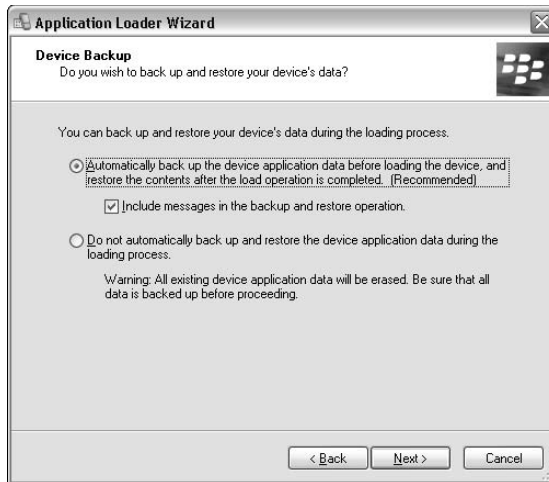 Application Loader Wizard
Device Backup
Do you wish to back up and restore your device's data?
You can back up and restore your device's data during the loading process.
Automatically back up the device application data before loading the device, and
restore the contents after the load operation is completed. (Recommended)
Include messages in the backup and restore operation.
Do not automatically back up and restore the device application data during the
loading process.
Warning: All existing device application data will be erased. Be sure that all
data is backed up before proceeding.
< Back
Next >
Cancel